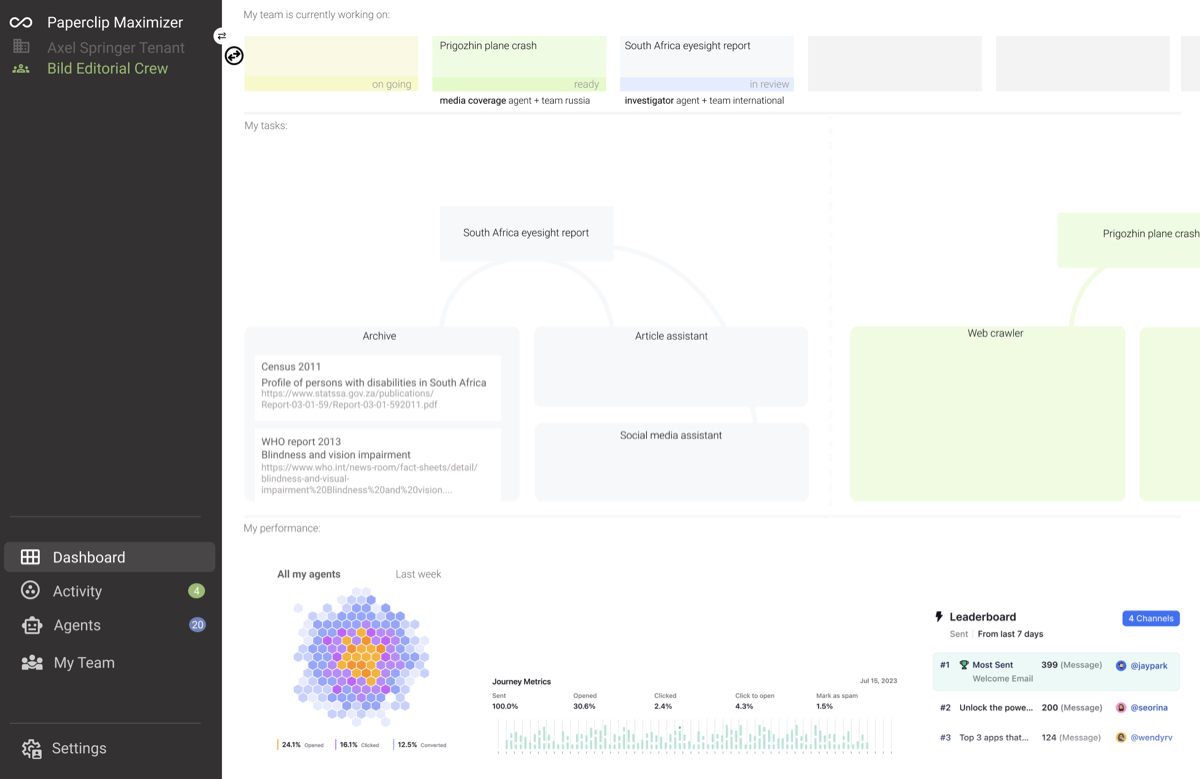 Paperclip Maximizer
Axel Springer Tenant
Bild Editorial Crew
Dashboard
Activity
4
Agents
20
My Team
Settings
My team is currently working on:
on going
Prigozhin plane crash
ready
media coverage agent + team russia
South Africa eyesight report
in review
investigator agent + team international
My tasks:
South Africa eyesight report
Archive
Census 2011
Profile of persons with disabilities in South Africa
https://www.statssa.gov.za/publications/
Report-03-01-59/Report-03-01-592011.pdf
WHO report 2013
Blindness and vision impairment
https://www.who.int/news-room/fact-sheets/detail/
blindness-and-visual-
impairment%20Blindness%20and%20vision....
Article assistant
Social media assistant
Prigozhin plane crash
Web crawler
My performance:
All my agents
Last week
24.1% Opened
16.1% Clicked
12.5% Converted
Journey Metrics
Jul 15, 2023
Sent Opened Clicked Click to open Mark as spam
100.0% 30.6% 2.4% 4.3% 1.5%
Leaderboard
4 Channels
Sent From last 7 days
#1 Most Sent 399 (Message) @jaypark
Welcome Email
#2 Unlock the powe... 200 (Message) @seorina
#3 Top 3 apps that... 124 (Message) @wendyrv